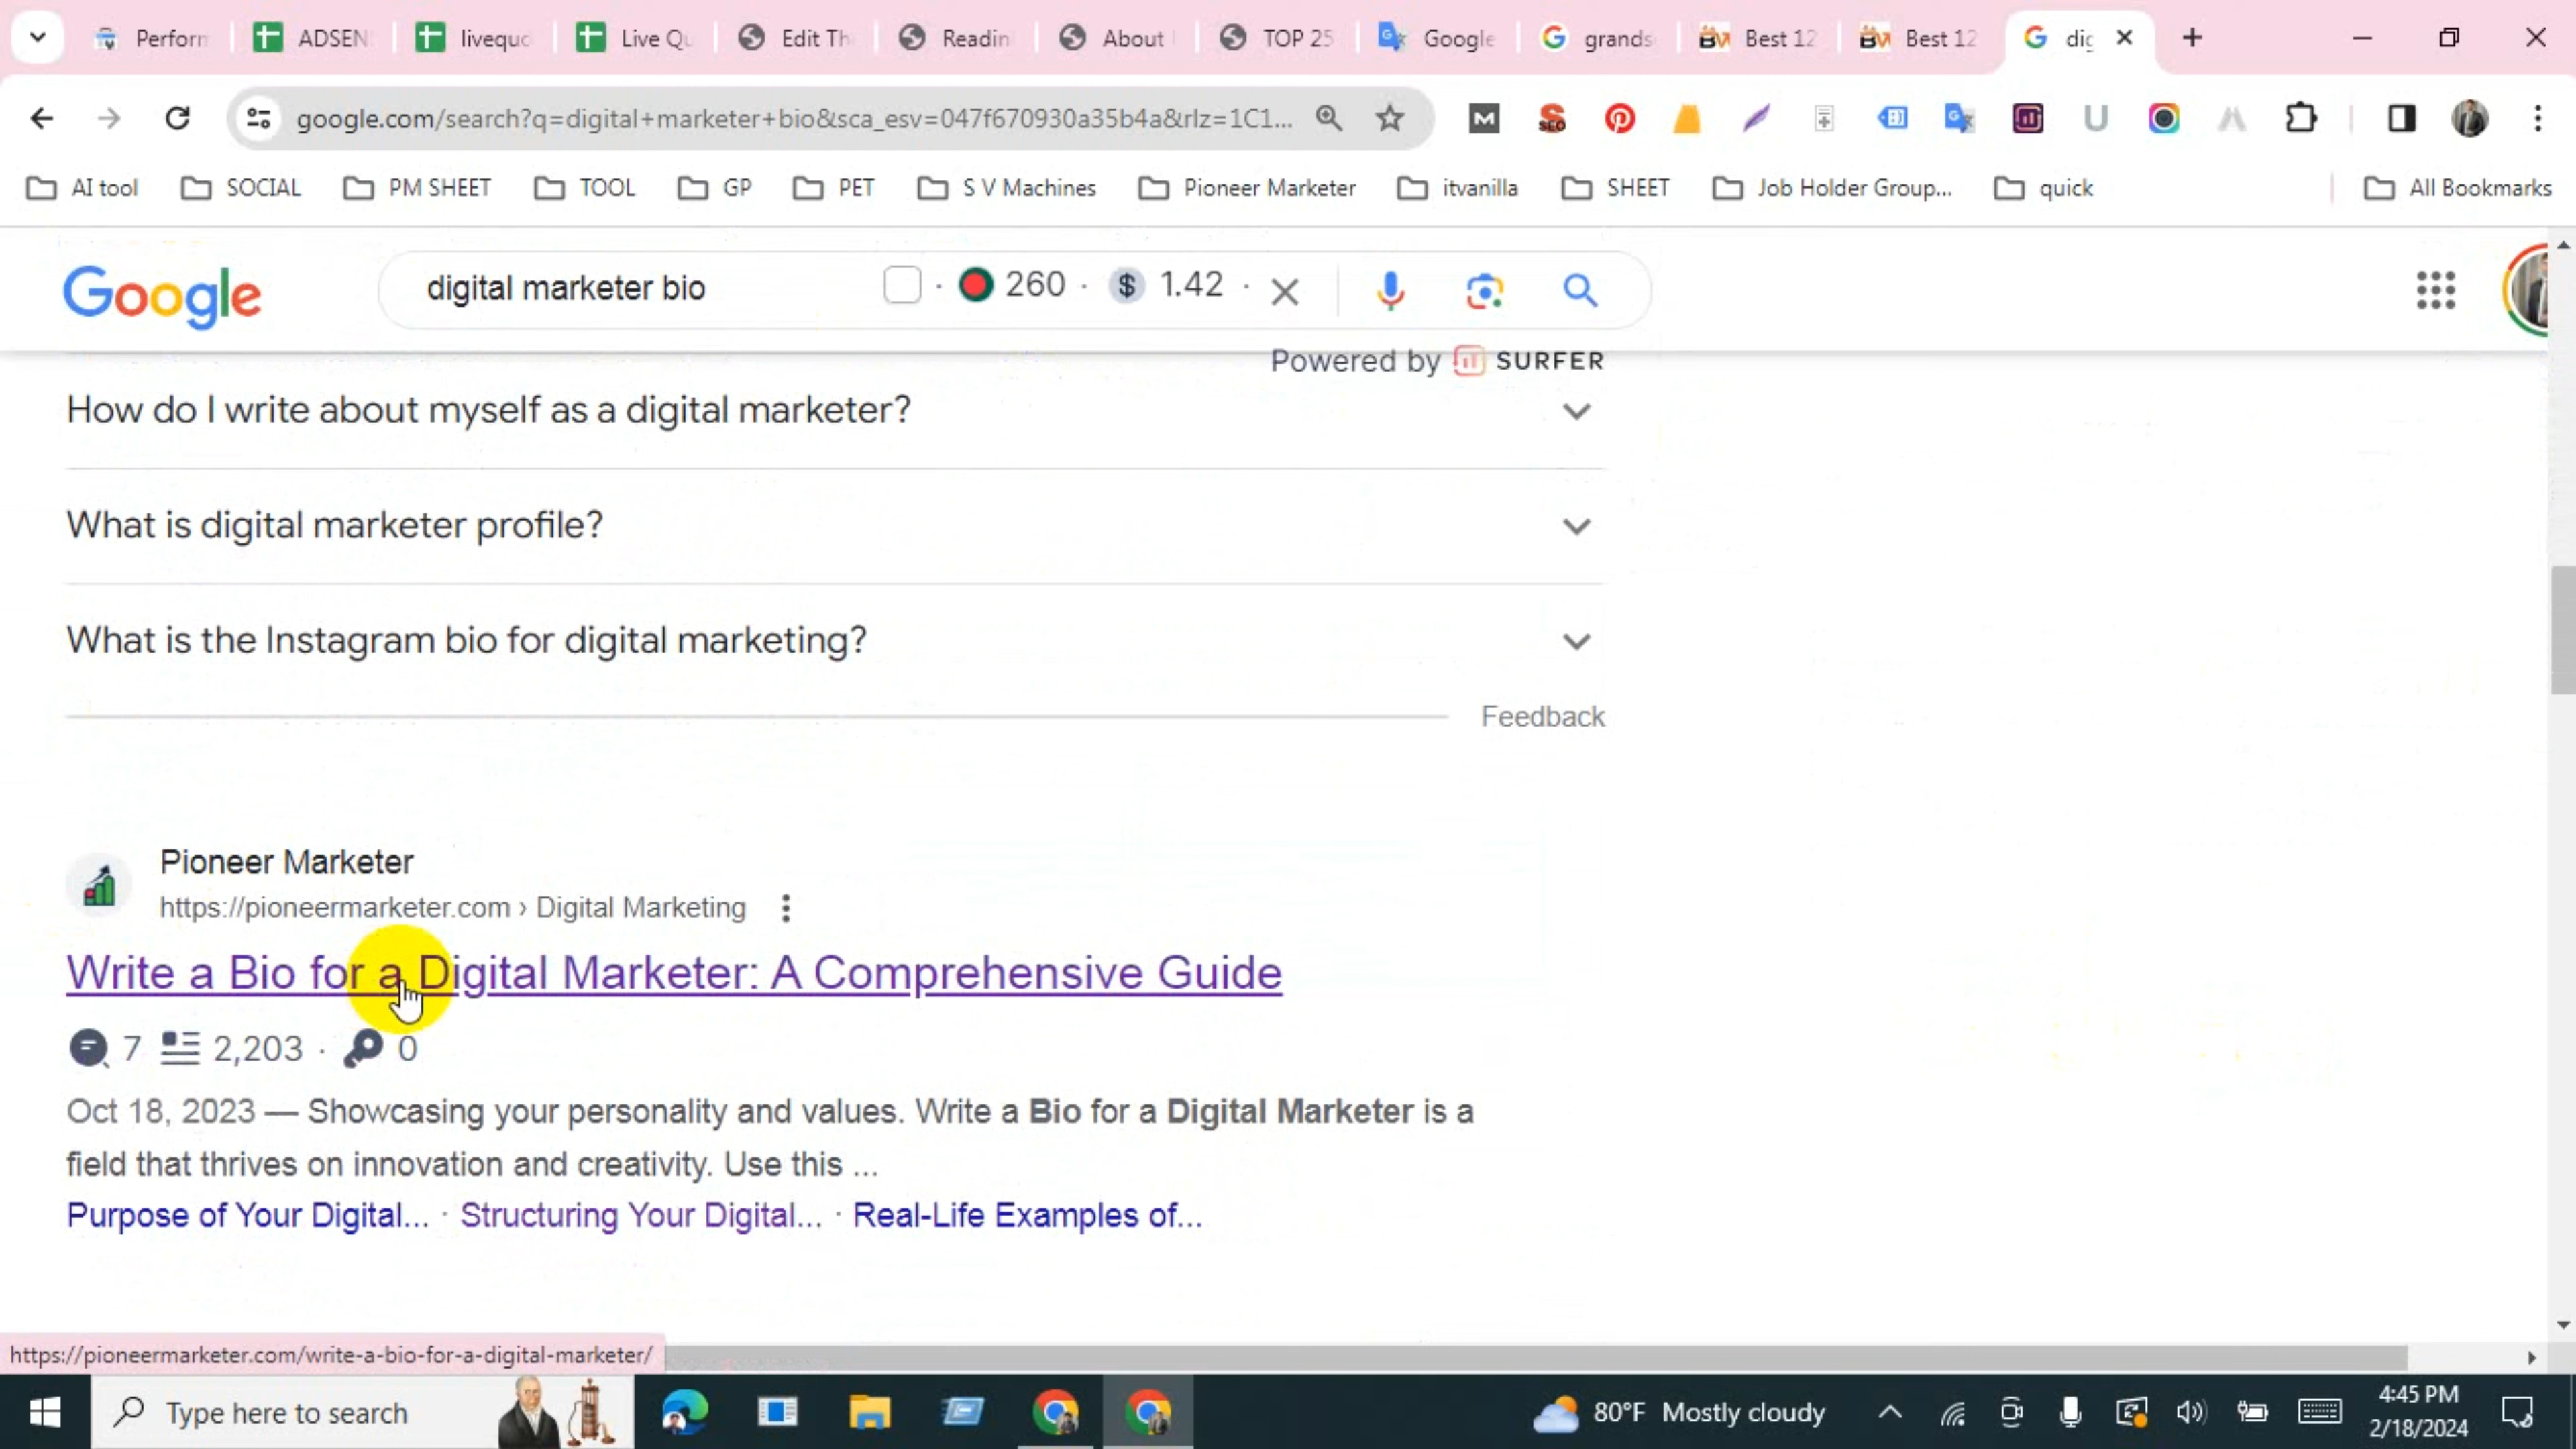 Perform
ADSEN
livequo
Live Qu
Edit Th
Readin
About
TOP 25
Google
grands
Best 12
Best 12
dig
google.com/search?q=digital+marketer+bio&sca_esv=047f670930a35b4a&rlz=1C1...
AI tool
SOCIAL
PM SHEET
TOOL
GP
PET
S V Machines
Pioneer Marketer
itvanilla
SHEET
Job Holder Group...
quick
All Bookmarks
Google
digital marketer bio
· 260 · $ 1.42 ·
Powered by SURFER
How do I write about myself as a digital marketer?
What is digital marketer profile?
What is the Instagram bio for digital marketing?
Feedback
Pioneer Marketer
https://pioneermarketer.com › Digital Marketing
Write a Bio for a Digital Marketer: A Comprehensive Guide
7 2,203 · 0
Oct 18, 2023 — Showcasing your personality and values. Write a Bio for a Digital Marketer is a
field that thrives on innovation and creativity. Use this ...
Purpose of Your Digital... · Structuring Your Digital... · Real-Life Examples of...
https://pioneermarketer.com/write-a-bio-for-a-digital-marketer/
Type here to search
80°F Mostly cloudy
4:45 PM
2/18/2024